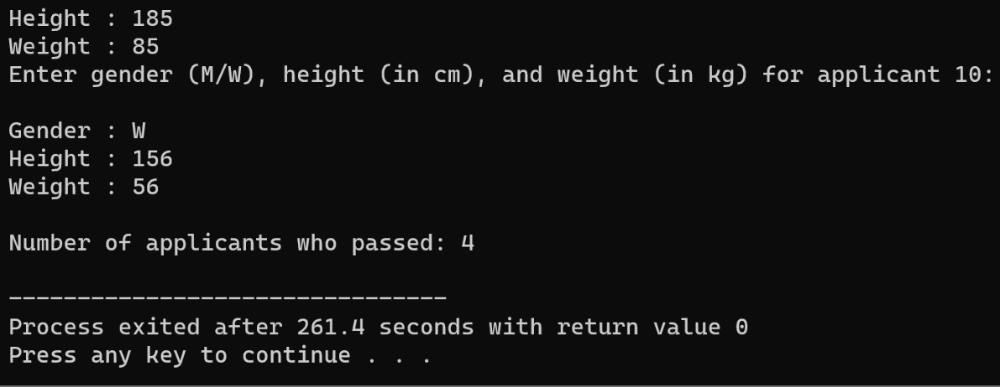 Height : 185
Weight : 85
Enter gender (M/W), height (in cm), and weight (in kg) for applicant 10:
Gender : W
Height : 156
Weight : 56
Number of applicants who passed: 4
--------------------------------
Process exited after 261.4 seconds with return value 0
Press any key to continue . . .